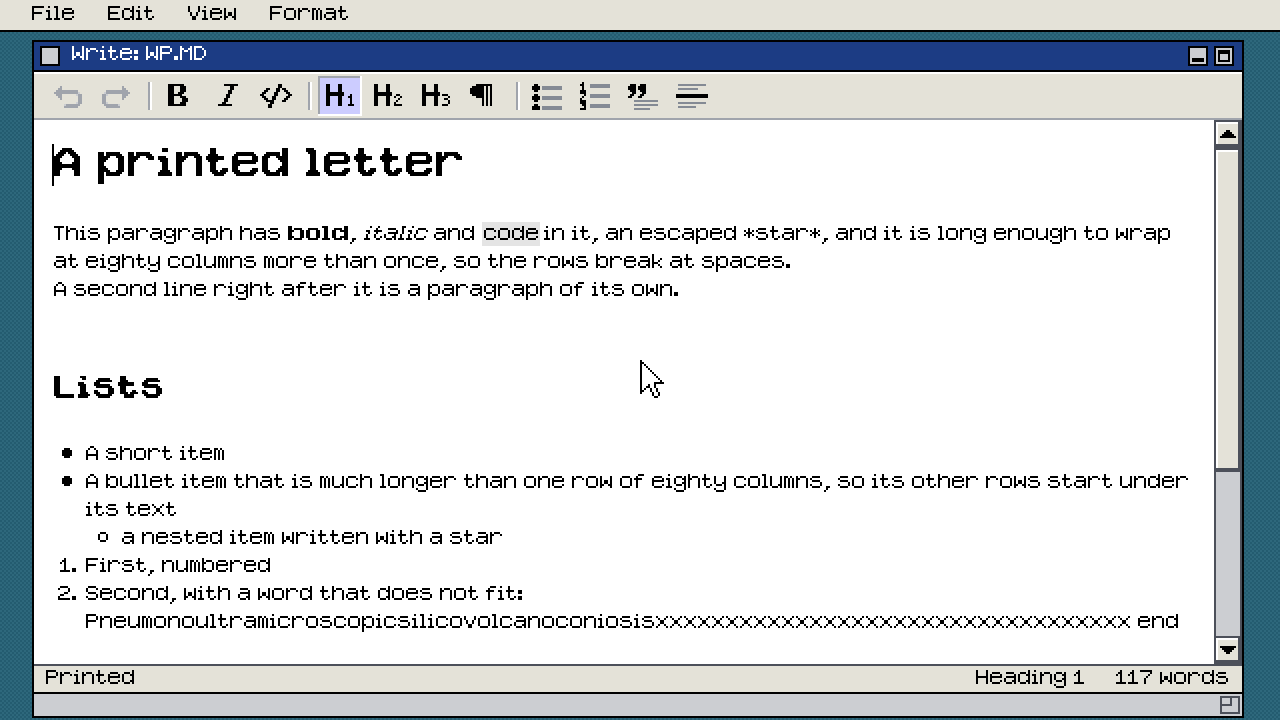 File Edit View Format
Write: WP.MD
B I </> H1 H2 H3 ¶
A printed letter
This paragraph has bold, italic and code in it, an escaped *star*, and it is long enough to wrap
at eighty columns more than once, so the rows break at spaces.
A second line right after it is a paragraph of its own.
Lists
• A short item
• A bullet item that is much longer than one row of eighty columns, so its other rows start under
its text
○ a nested item written with a star
1. First, numbered
2. Second, with a word that does not fit:
Pneumonoultramicroscopicsilicovolcanoconiosisxxxxxxxxxxxxxxxxxxxxxxxxxxxxxxxxxx end
Printed Heading 1 117 words